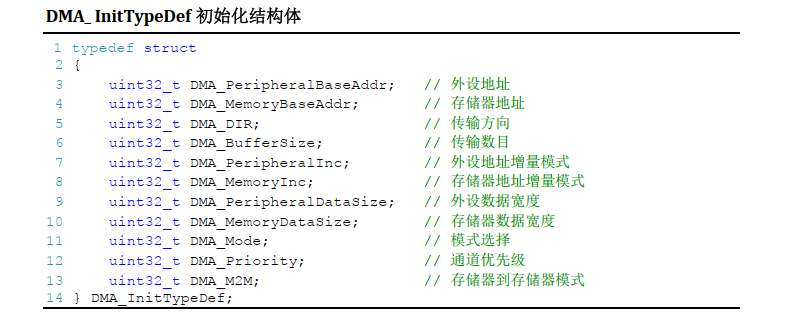 DMA_ InitTypeDef 初始化结构体
1 typedef struct
2 {
3 uint32_t DMA_PeripheralBaseAddr; // 外设地址
4 uint32_t DMA_MemoryBaseAddr; // 存储器地址
5 uint32_t DMA_DIR; // 传输方向
6 uint32_t DMA_BufferSize; // 传输数目
7 uint32_t DMA_PeripheralInc; // 外设地址增量模式
8 uint32_t DMA_MemoryInc; // 存储器地址增量模式
9 uint32_t DMA_PeripheralDataSize; // 外设数据宽度
10 uint32_t DMA_MemoryDataSize; // 存储器数据宽度
11 uint32_t DMA_Mode; // 模式选择
12 uint32_t DMA_Priority; // 通道优先级
13 uint32_t DMA_M2M; // 存储器到存储器模式
14 } DMA_InitTypeDef;